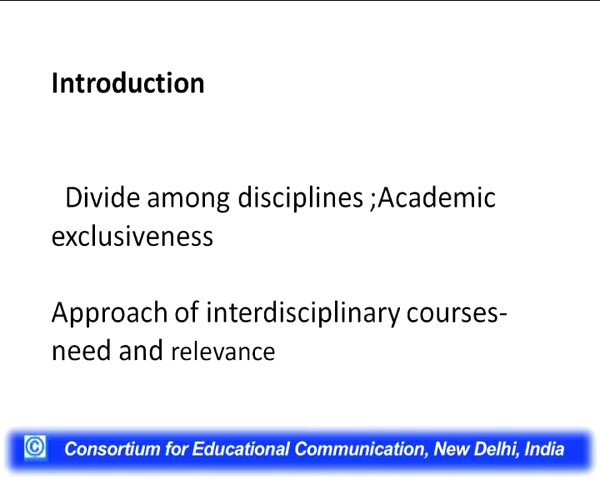 Introduction
Divide among disciplines ;Academic
exclusiveness
Approach of interdisciplinary courses-
need and relevance
© Consortium for Educational Communication, New Delhi, India